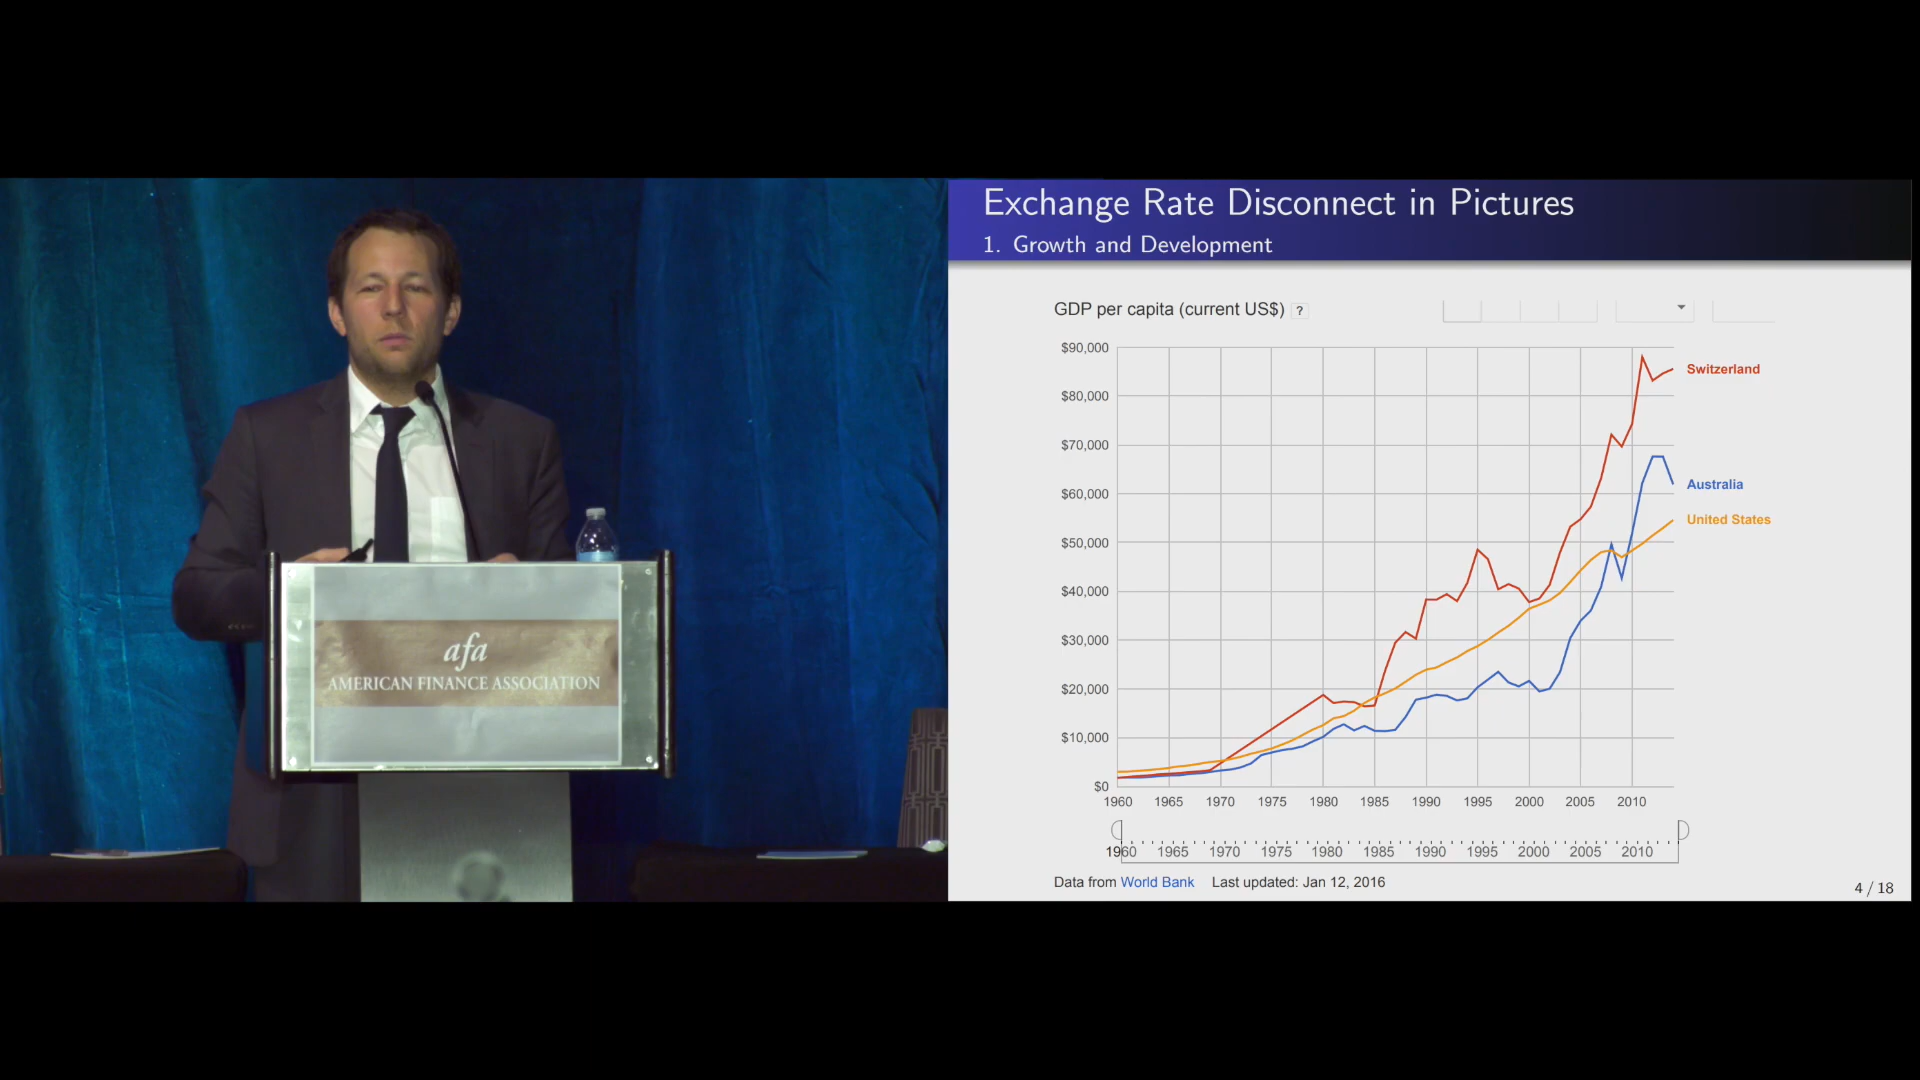 afa
AMERICAN FINANCE ASSOCIATION
Exchange Rate Disconnect in Pictures
1. Growth and Development
GDP per capita (current US$) ?
$90,000
$80,000
$70,000
$60,000
$50,000
$40,000
$30,000
$20,000
$10,000
$0
Switzerland
Australia
United States
1960 1965 1970 1975 1980 1985 1990 1995 2000 2005 2010
1960 1965 1970 1975 1980 1985 1990 1995 2000 2005 2010
Data from World Bank Last updated: Jan 12, 2016
4 / 18